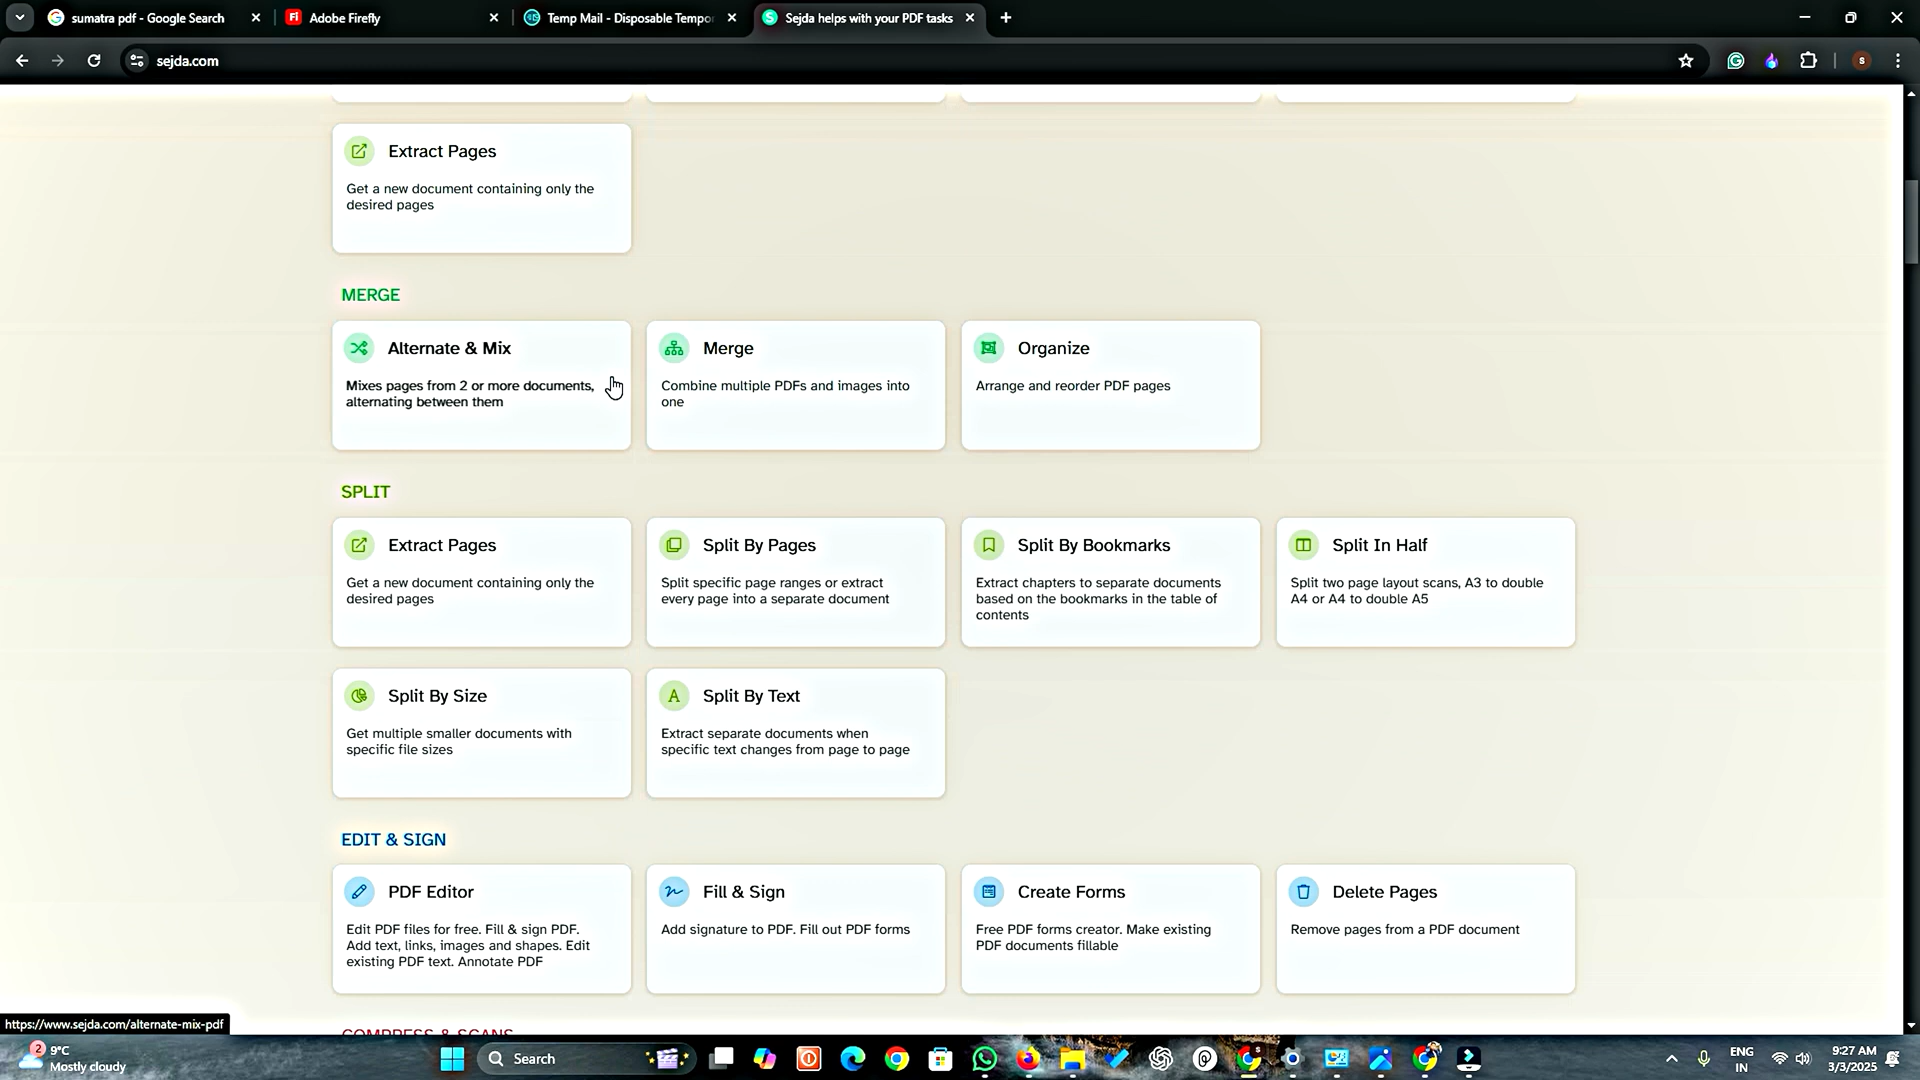 sumatra pdf - Google Search
Adobe Firefly
Temp Mail - Disposable Tempo
Sejda helps with your PDF tasks
sejda.com
Extract Pages
Get a new document containing only the
desired pages
MERGE
Alternate & Mix
Mixes pages from 2 or more documents,
alternating between them
Merge
Combine multiple PDFs and images into
one
Organize
Arrange and reorder PDF pages
SPLIT
Extract Pages
Get a new document containing only the
desired pages
Split By Pages
Split specific page ranges or extract
every page into a separate document
Split By Bookmarks
Extract chapters to separate documents
based on the bookmarks in the table of
contents
Split In Half
Split two page layout scans, A3 to double
A4 or A4 to double A5
Split By Size
Get multiple smaller documents with
specific file sizes
Split By Text
Extract separate documents when
specific text changes from page to page
EDIT & SIGN
PDF Editor
Edit PDF files for free. Fill & sign PDF.
Add text, links, images and shapes. Edit
existing PDF text. Annotate PDF
Fill & Sign
Add signature to PDF. Fill out PDF forms
Create Forms
Free PDF forms creator. Make existing
PDF documents fillable
Delete Pages
Remove pages from a PDF document
COMPRESS & SCANS
https://www.sejda.com/alternate-mix-pdf
2
9°C
Mostly cloudy
Search
ENG
IN
9:27 AM
3/3/2025